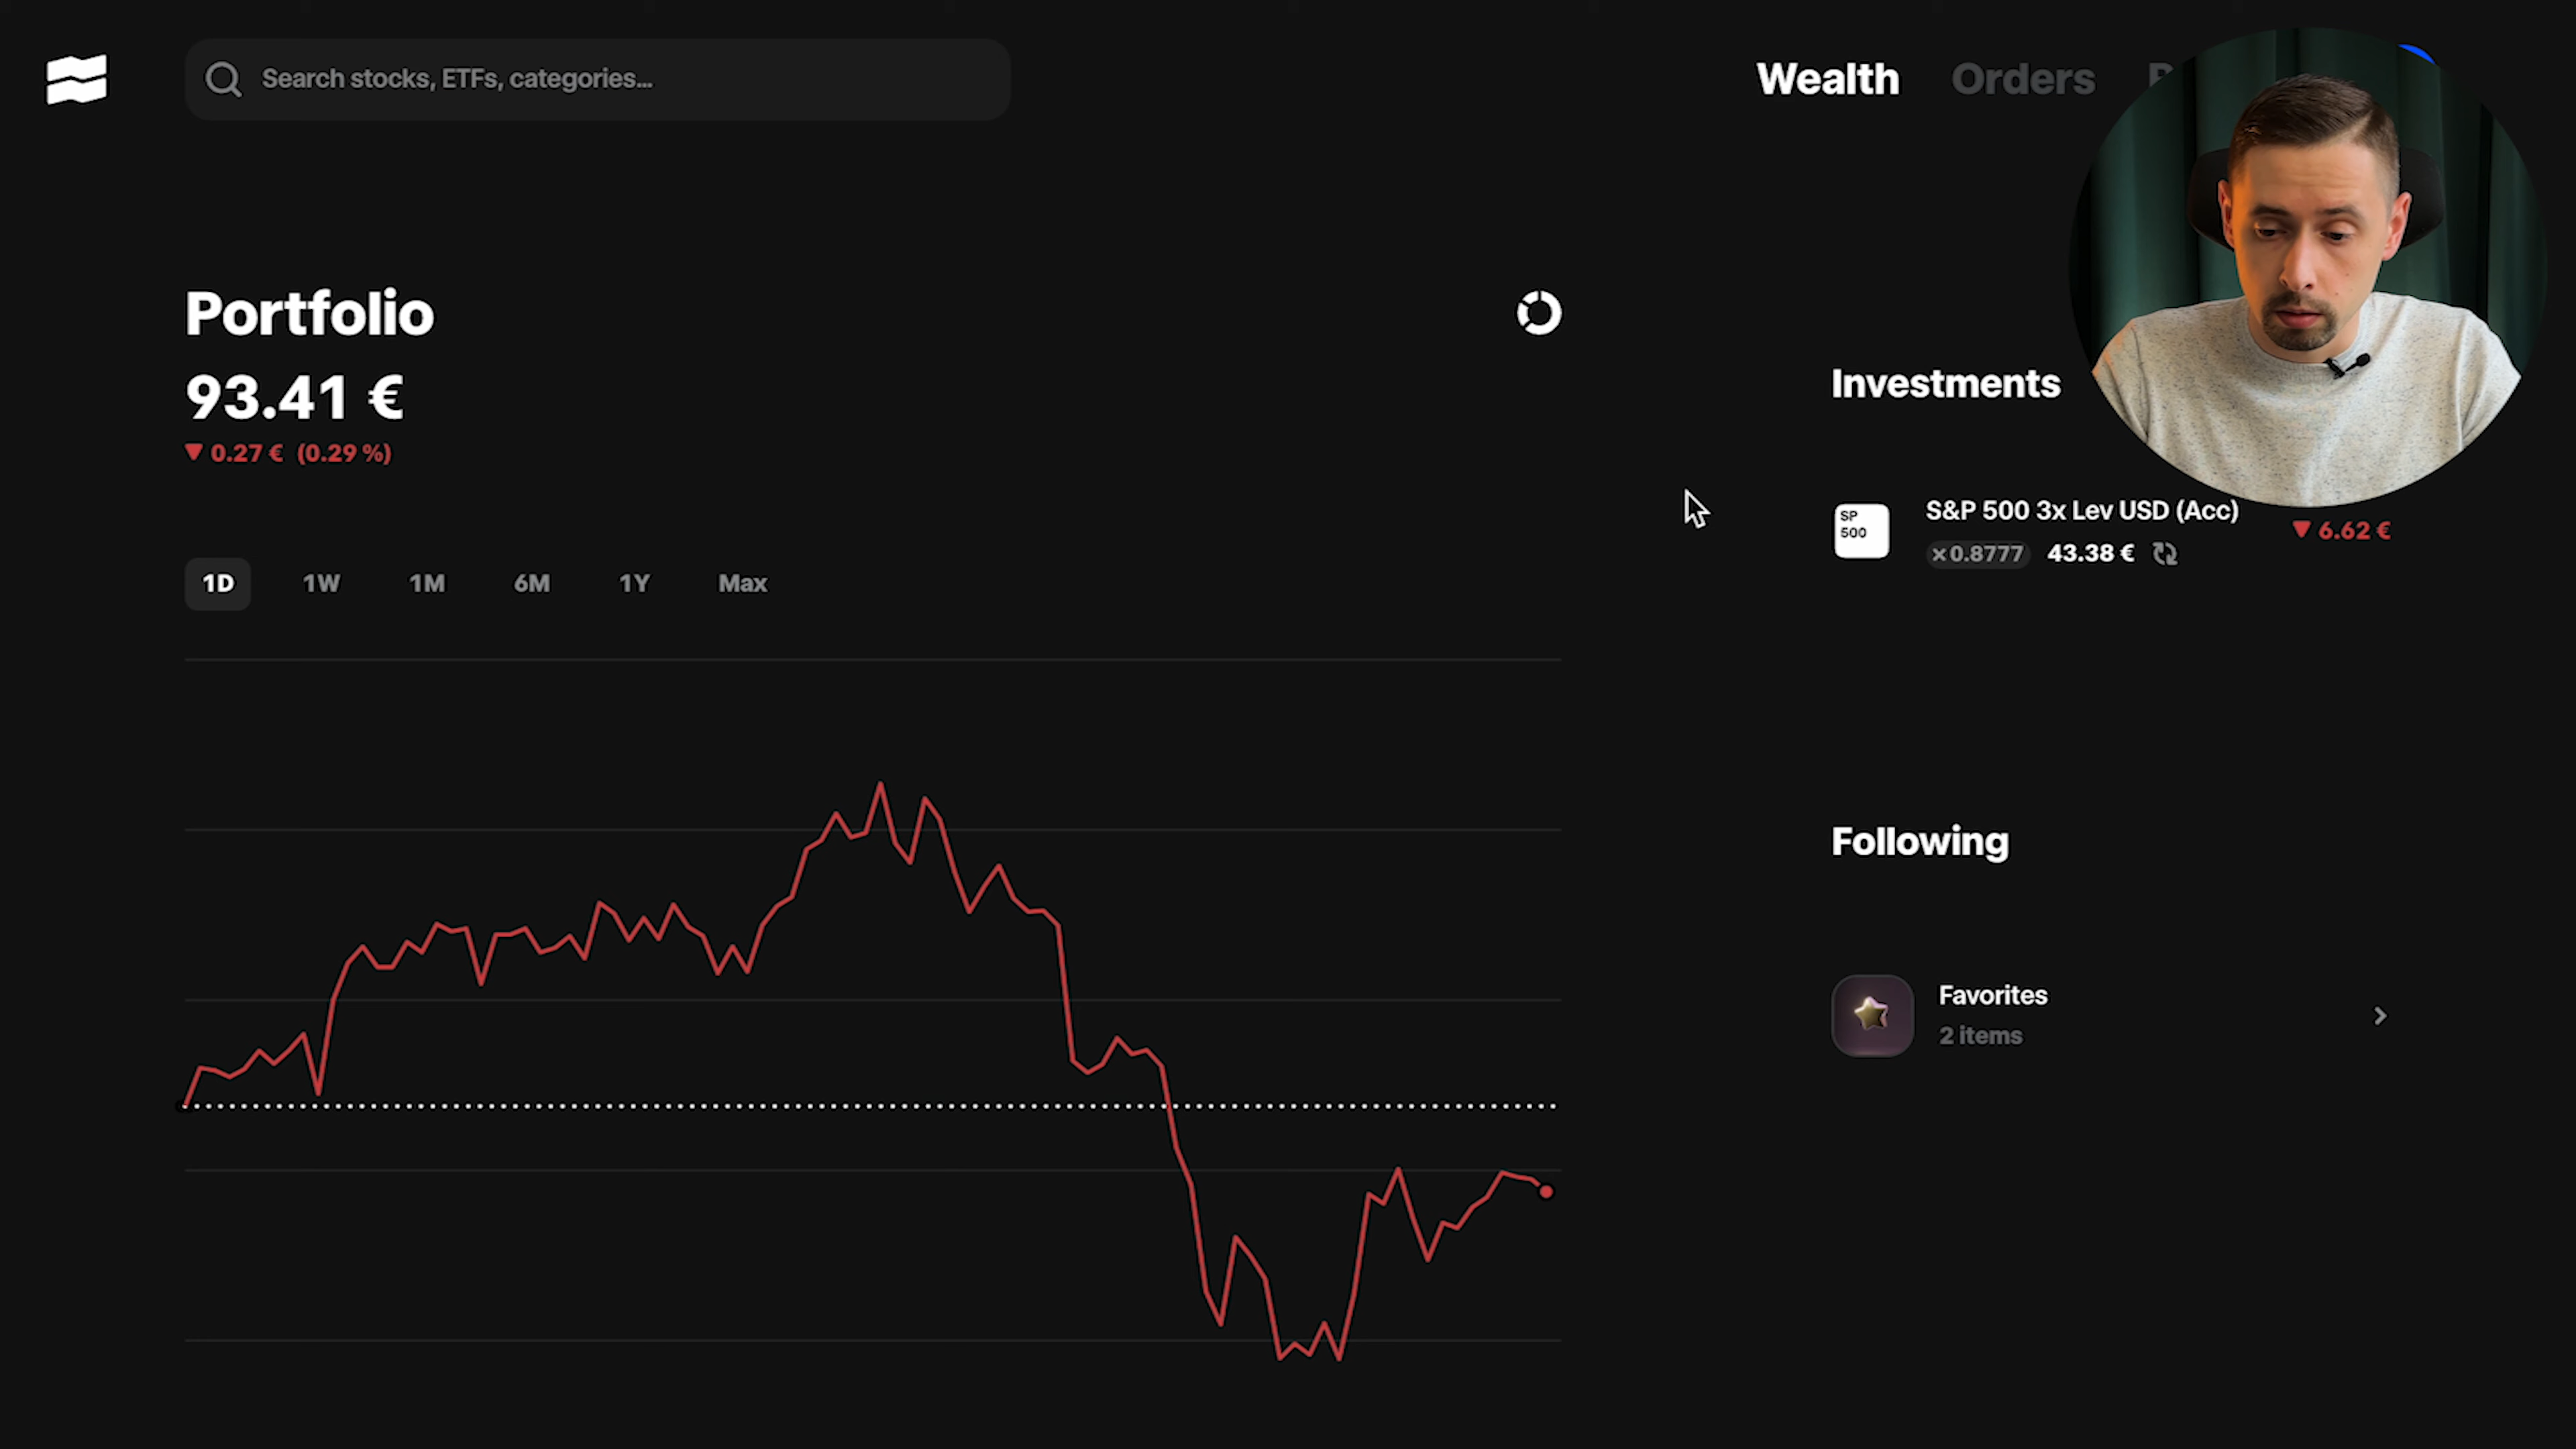 Search stocks, ETFs, categories...
Wealth
Orders
Portfolio
93.41 €
▼ 0.27 € (0.29 %)
1D
1W
1M
6M
1Y
Max
Investments
SP
500
S&P 500 3x Lev USD (Acc)
×0.8777
43.38 €
▼ 6.62 €
Following
Favorites
2 items